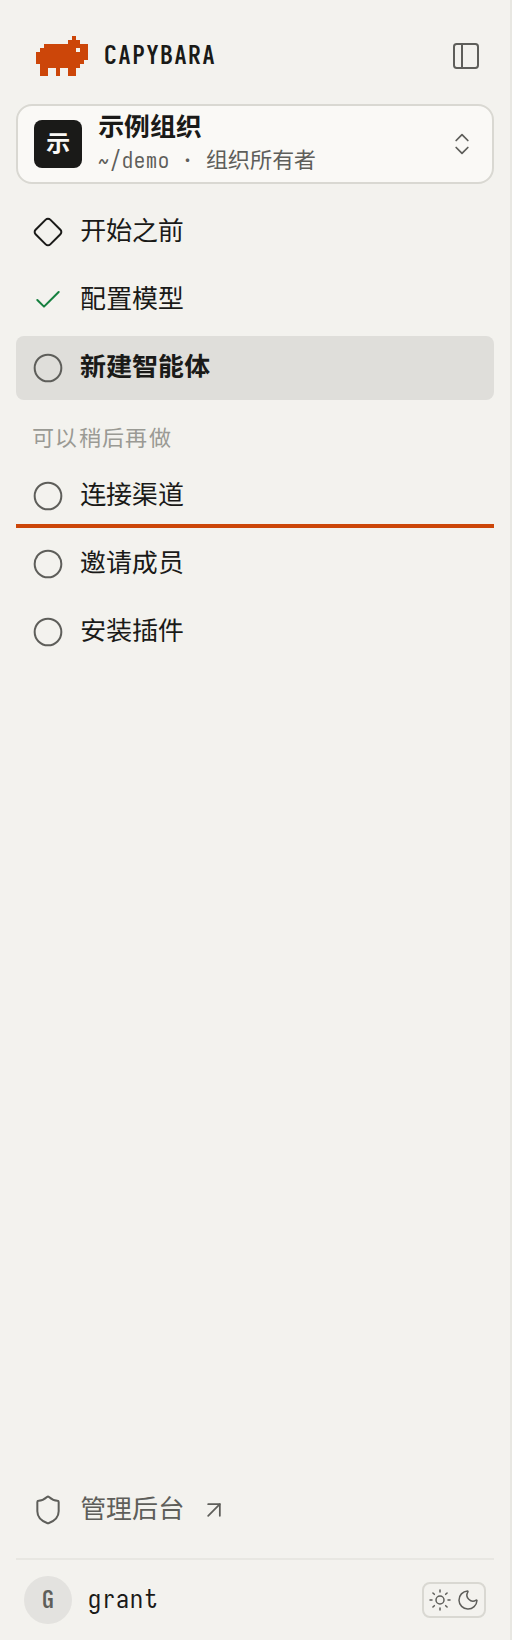 CAPYBARA
示
示例组织
~/demo · 组织所有者
开始之前
配置模型
新建智能体
可以稍后再做
连接渠道
邀请成员
安装插件
管理后台
G
grant